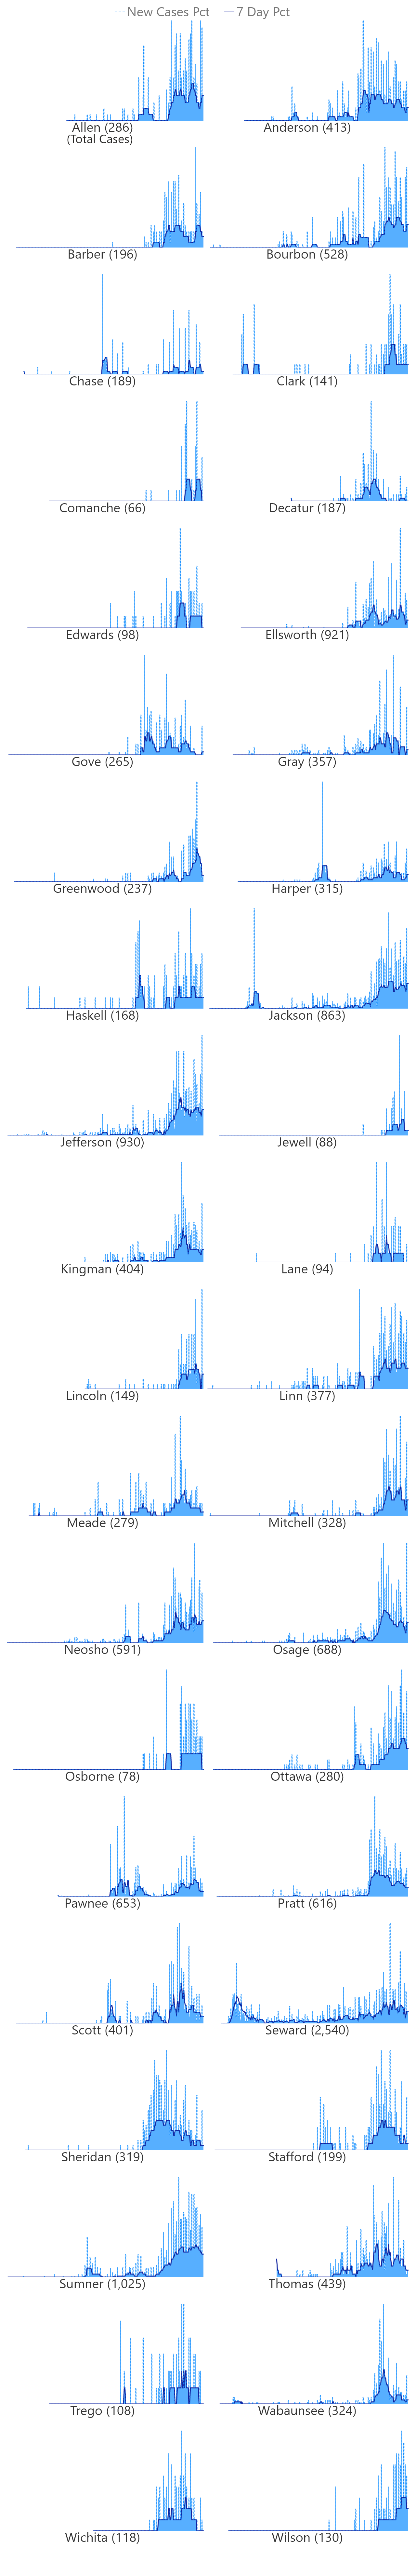 New Cases Pct 7 Day Pct
Allen (286) Anderson (413)
(Total Cases)
Barber (196) Bourbon (528)
Chase (189) Clark (141)
Comanche (66) Decatur (187)
Edwards (98) Ellsworth (921)
Gove (265) Gray (357)
Greenwood (237) Harper (315)
Haskell (168) Jackson (863)
Jefferson (930) Jewell (88)
Kingman (404) Lane (94)
Lincoln (149) Linn (377)
Meade (279) Mitchell (328)
Neosho (591) Osage (688)
Osborne (78) Ottawa (280)
Pawnee (653) Pratt (616)
Scott (401) Seward (2,540)
Sheridan (319) Stafford (199)
Sumner (1,025) Thomas (439)
Trego (108) Wabaunsee (324)
Wichita (118) Wilson (130)